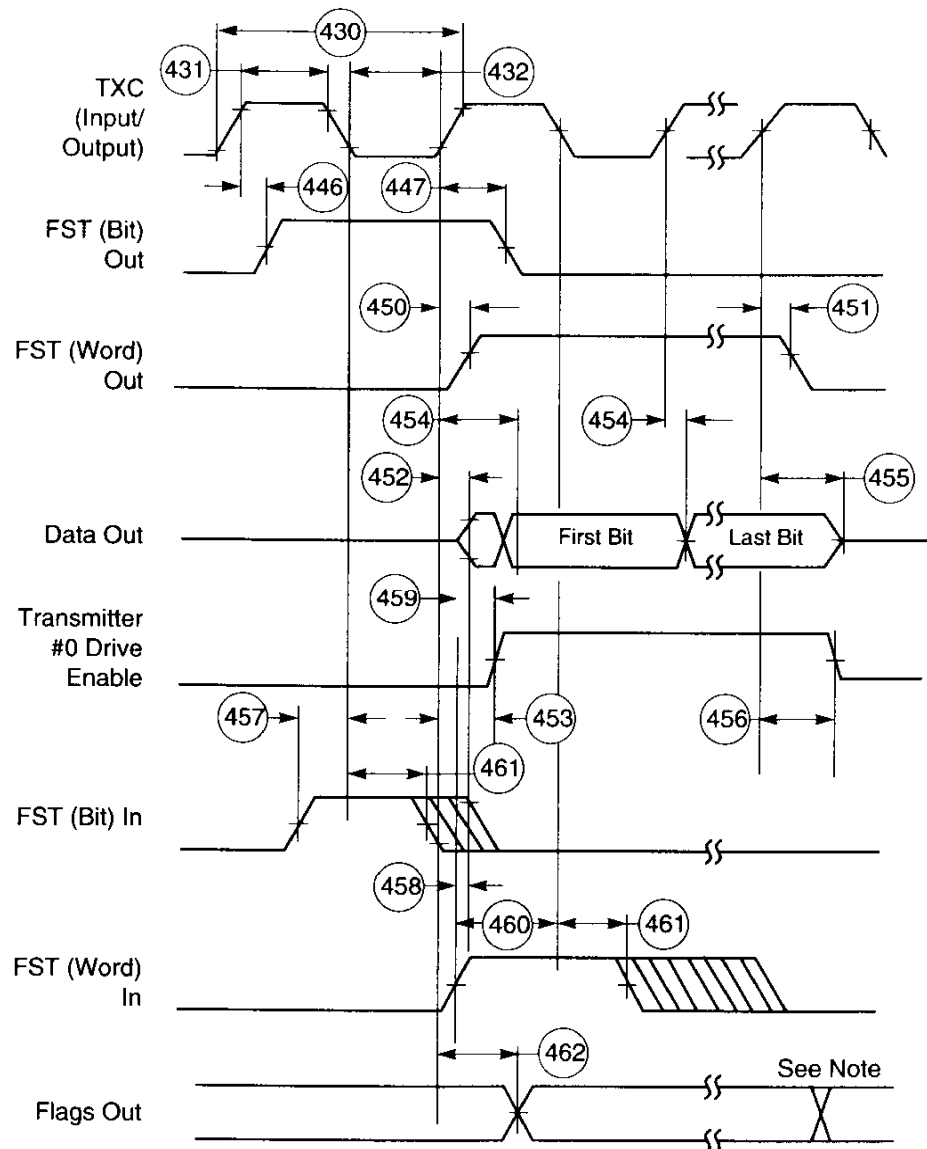 430
431
432
TXC
(Input/
Output)
446
447
FST (Bit)
Out
450
451
FST (Word)
Out
454
454
452
455
Data Out
First Bit
Last Bit
459
Transmitter
#0 Drive
Enable
457
453
456
461
FST (Bit) In
458
460
461
FST (Word)
In
462
See Note
Flags Out